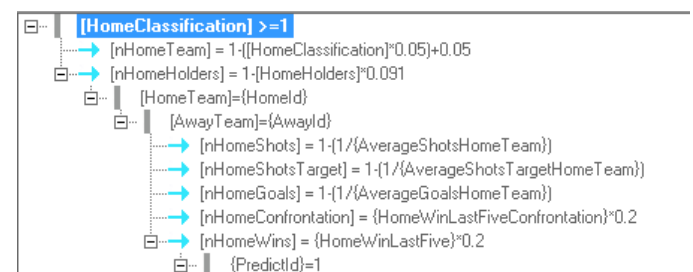 [HomeClassification] >=1
[nHomeTeam] = 1-([HomeClassification]*0.05)+0.05
[nHomeHolders] = 1-[HomeHolders]*0.091
[HomeTeam]={HomeId}
[AwayTeam]={AwayId}
[nHomeShots] = 1-(1/{AverageShotsHomeTeam})
[nHomeShotsTarget] = 1-(1/{AverageShotsTargetHomeTeam})
[nHomeGoals] = 1-(1/{AverageGoalsHomeTeam})
[nHomeConfrontation] = {HomeWinLastFiveConfrontation}*0.2
[nHomeWins] = {HomeWinLastFive}*0.2
{PredictId}=1